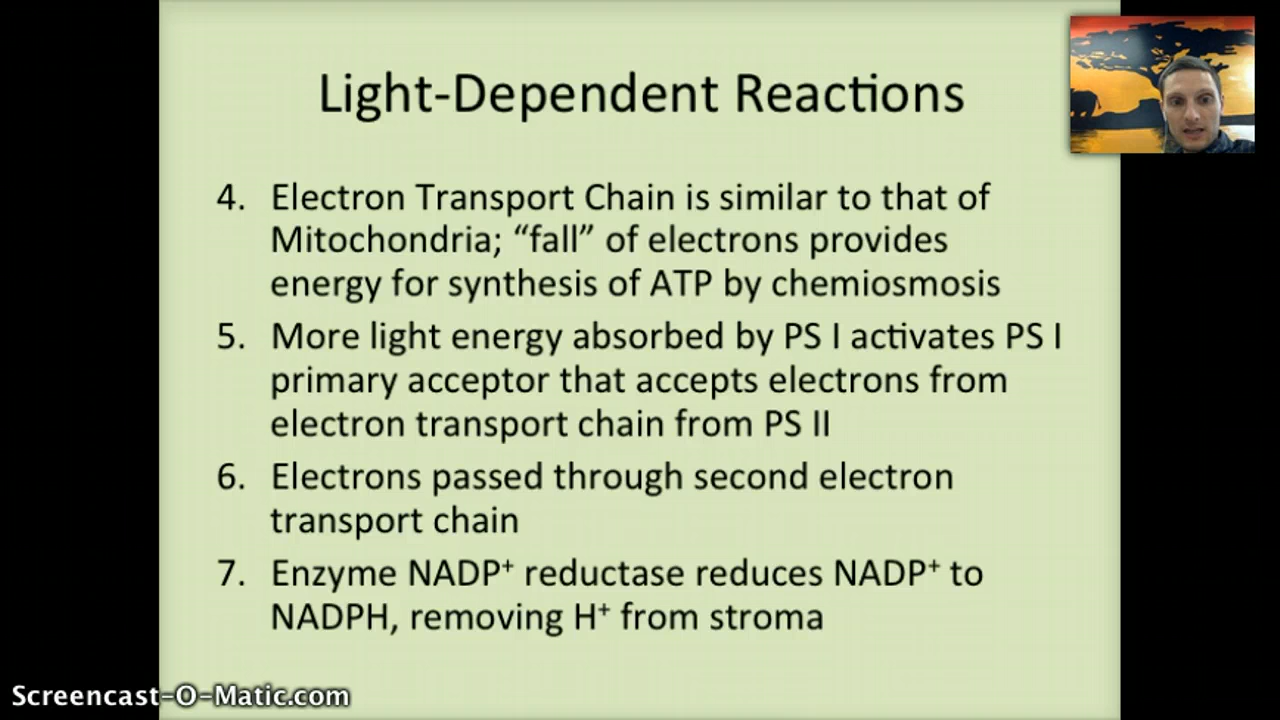 Light-Dependent Reactions
4. Electron Transport Chain is similar to that of
Mitochondria; “fall” of electrons provides
energy for synthesis of ATP by chemiosmosis
5. More light energy absorbed by PS I activates PS I
primary acceptor that accepts electrons from
electron transport chain from PS II
6. Electrons passed through second electron
transport chain
7. Enzyme NADP⁺ reductase reduces NADP⁺ to
NADPH, removing H⁺ from stroma
Screencast-O-Matic.com